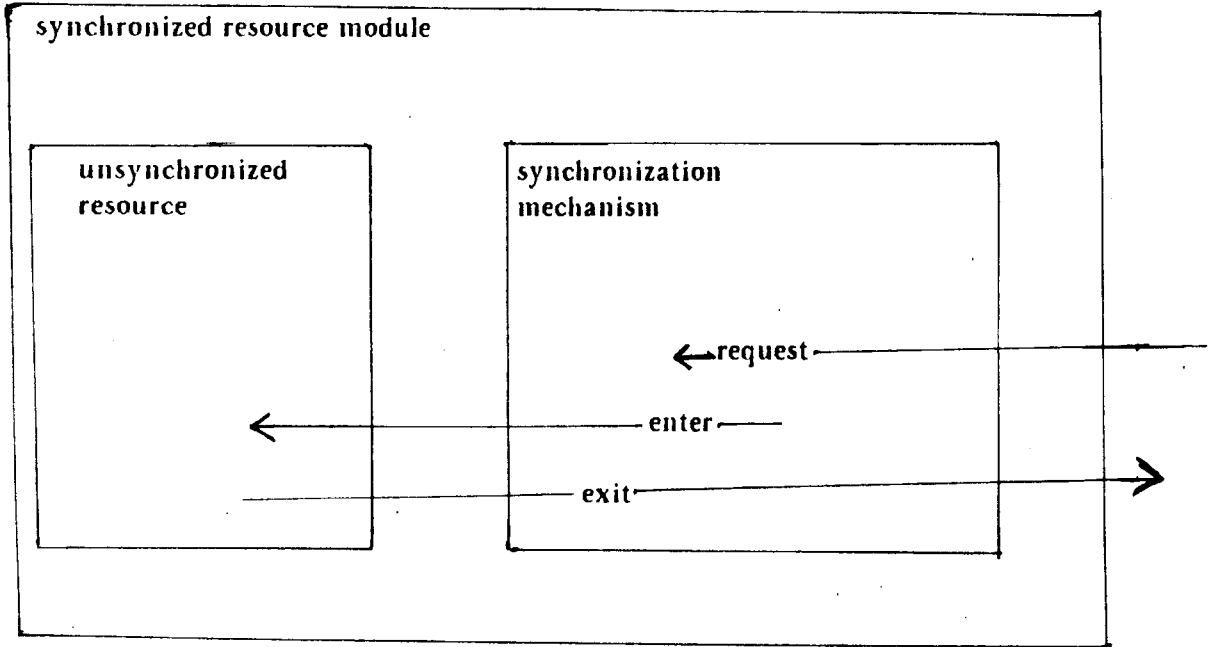 synchronized resource module
unsynchronized
resource
synchronization
mechanism
request
enter
exit